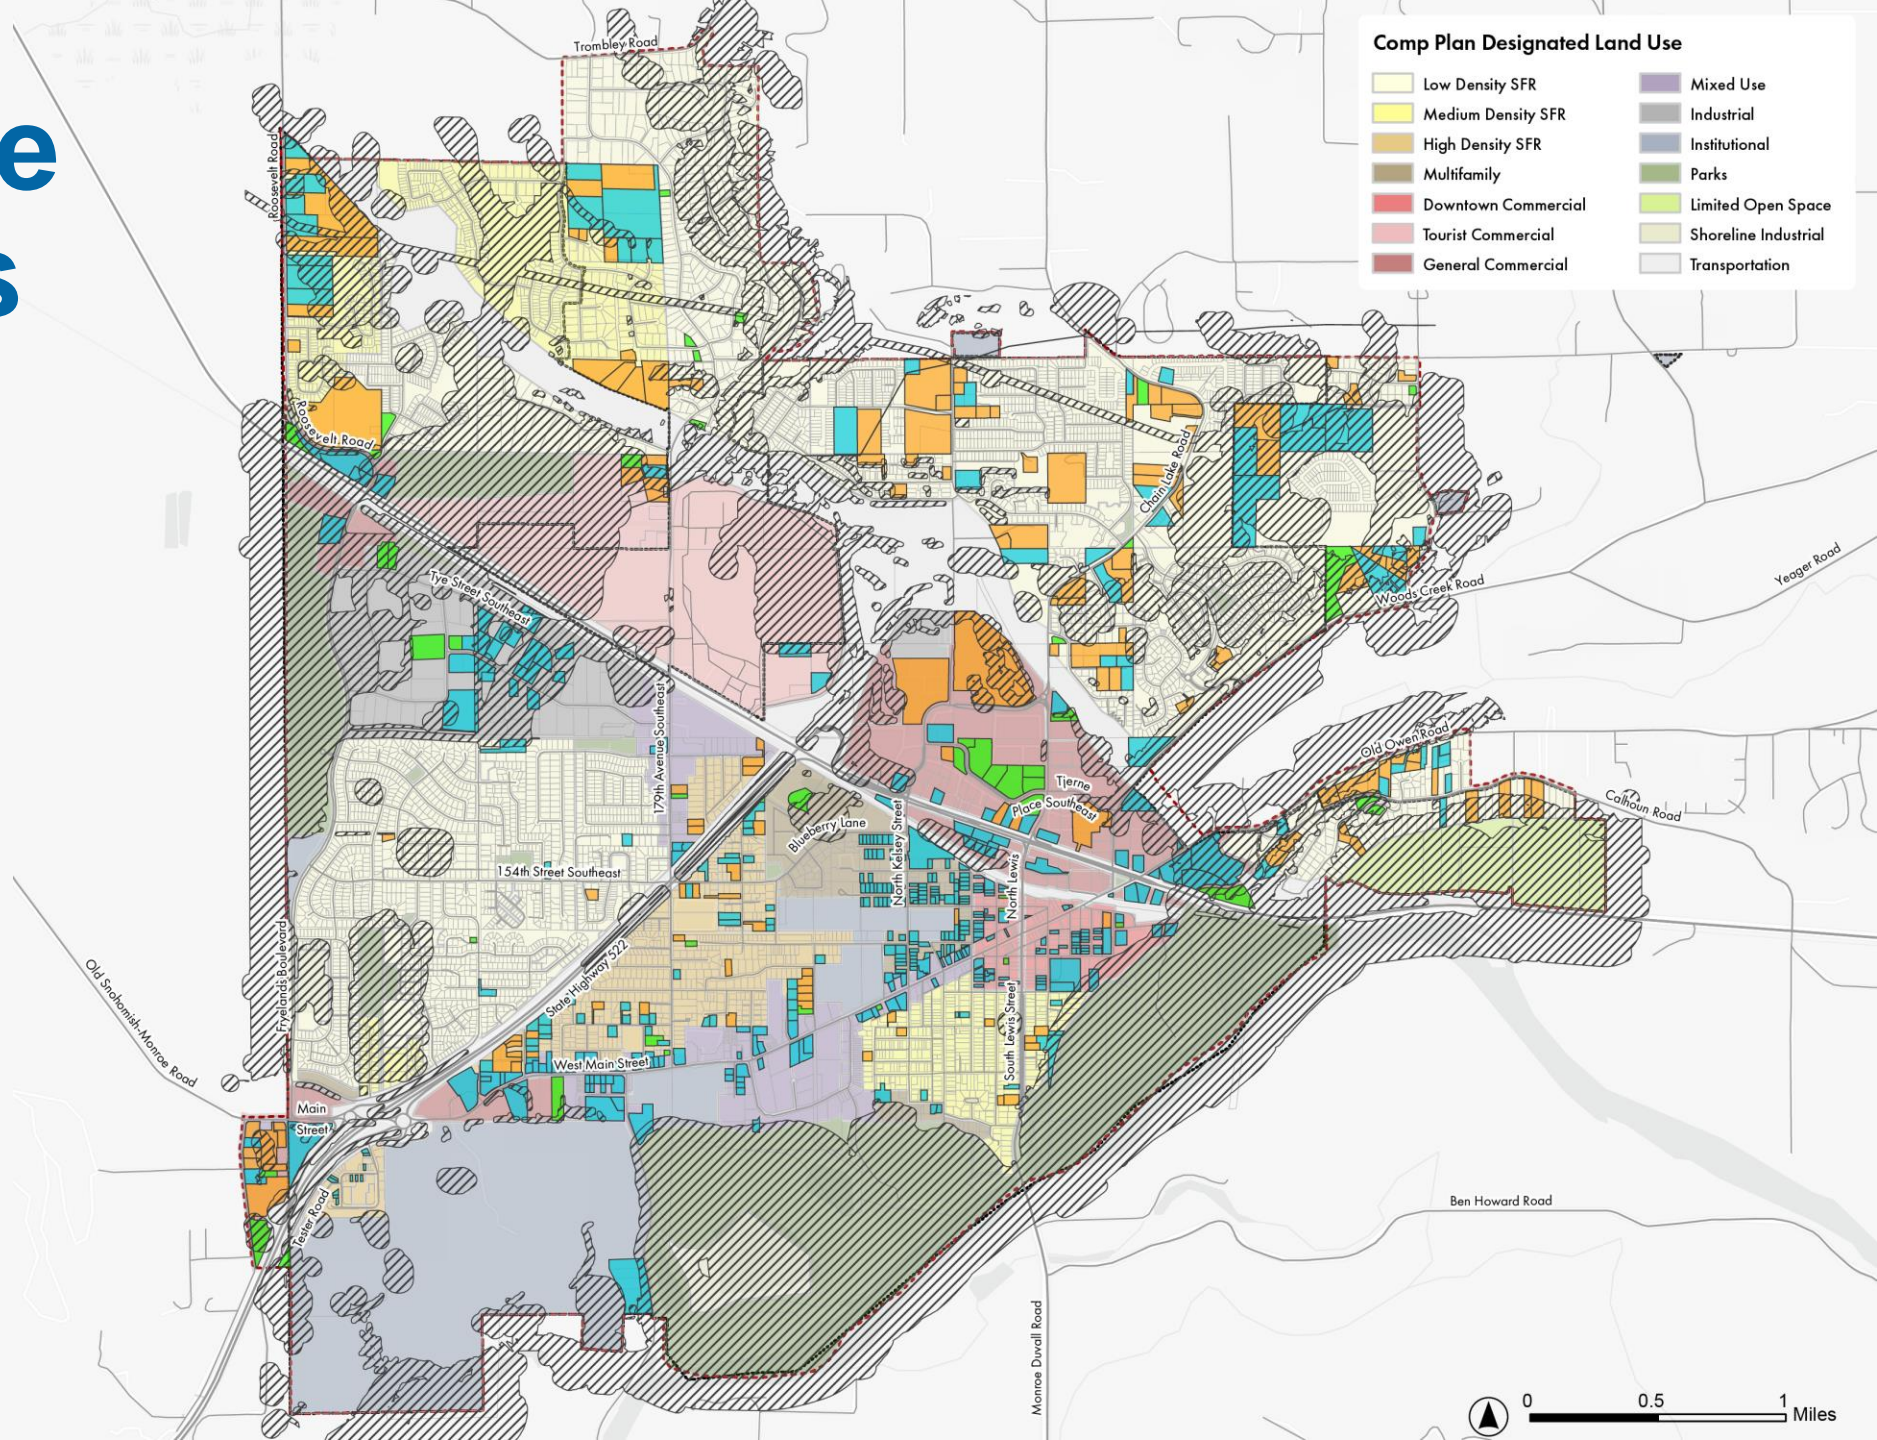 e
s
Comp Plan Designated Land Use
Low Density SFR
Medium Density SFR
High Density SFR
Multifamily
Downtown Commercial
Tourist Commercial
General Commercial
Mixed Use
Industrial
Institutional
Parks
Limited Open Space
Shoreline Industrial
Transportation
Trombley Road
Roosevelt Road
Roosevelt Road
Chain Lake Road
Tye Street Southeast
Woods Creek Road
Yeager Road
179th Avenue Southeast
Old Owen Road
Calhoun Road
Tjerne
Place Southeast
Blueberry Lane
North Kelsey Street
North Lewis
154th Street Southeast
State Highway 522
Fryelands Boulevard
Old Snohomish-Monroe Road
South Lewis Street
West Main Street
Main
Street
Tester Road
Ben Howard Road
Monroe Duvall Road
0 0.5 1
Miles